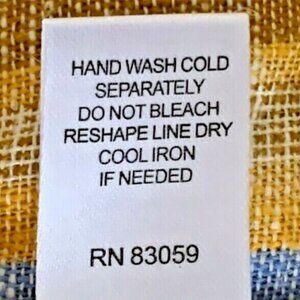 HAND WASH COLD
SEPARATELY
DO NOT BLEACH
RESHAPE LINE DRY
COOL IRON
IF NEEDED
RN 83059